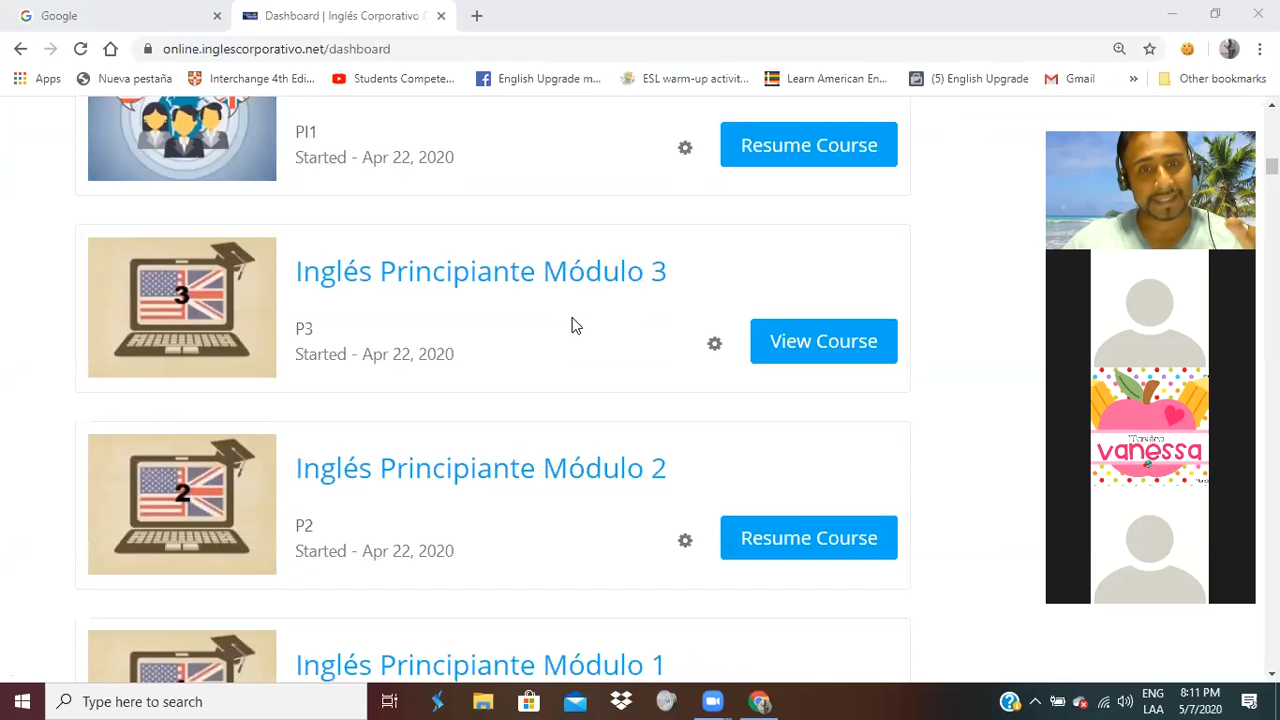 Google
Dashboard | Inglés Corporativo
online.inglescorporativo.net/dashboard
Apps
Nueva pestaña
Interchange 4th Edi...
Students Compete...
English Upgrade m...
ESL warm-up activit...
Learn American En...
(5) English Upgrade
Gmail
»
Other bookmarks
PI1
Started - Apr 22, 2020
Resume Course
3
Inglés Principiante Módulo 3
P3
Started - Apr 22, 2020
View Course
2
Inglés Principiante Módulo 2
P2
Started - Apr 22, 2020
Resume Course
Inglés Principiante Módulo 1
vanessa
Type here to search
ENG
LAA
8:11 PM
5/7/2020